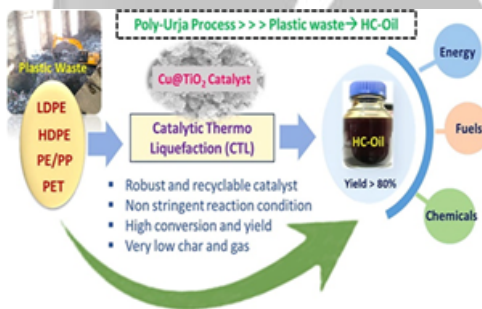 Poly-Urja Process > > > Plastic waste→ HC-Oil
Plastic Waste
LDPE
HDPE
PE/PP
PET
Cu@TiO₂ Catalyst
Catalytic Thermo
Liquefaction (CTL)
▪ Robust and recyclable catalyst
▪ Non stringent reaction condition
▪ High conversion and yield
▪ Very low char and gas
HC-Oil
Yield > 80%
Energy
Fuels
Chemicals